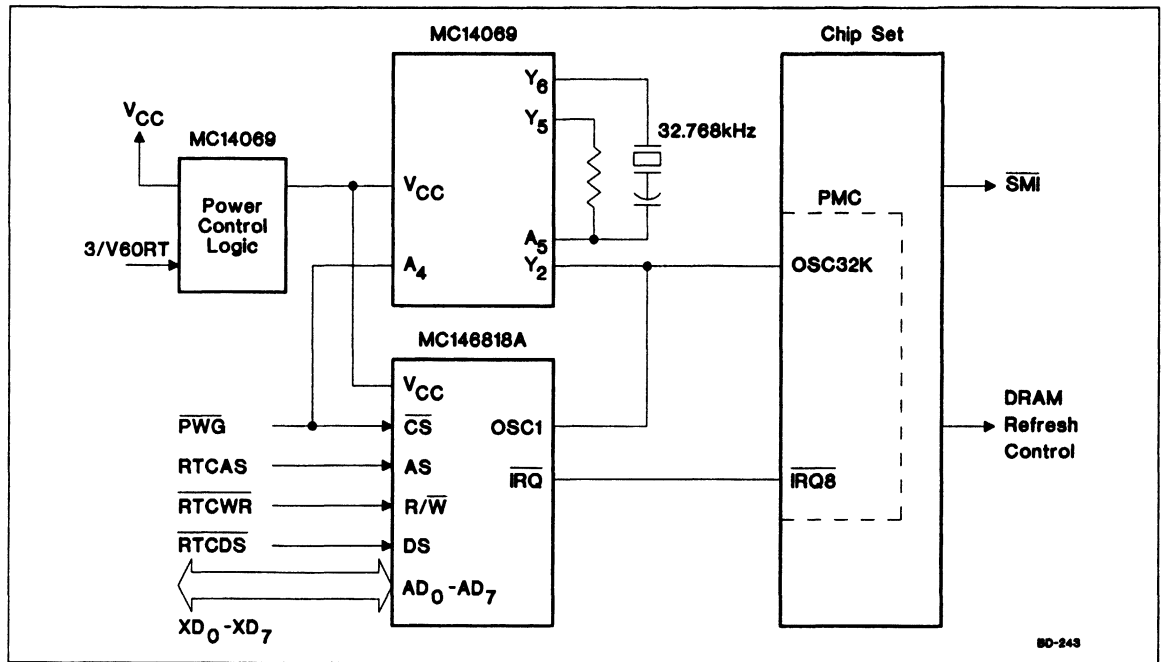 MC14069
Chip Set
Y6
Y5
32.768kHz
VCC
MC14069
Power
Control
Logic
VCC
3/V60RT
A4
A5
Y2
PMC
OSC32K
SMI
MC146818A
VCC
PWG
CS
OSC1
RTCAS
AS
IRQ
IRQ8
RTCWR
R/W
RTCDS
DS
AD0-AD7
XD0-XD7
DRAM
Refresh
Control
BD-243